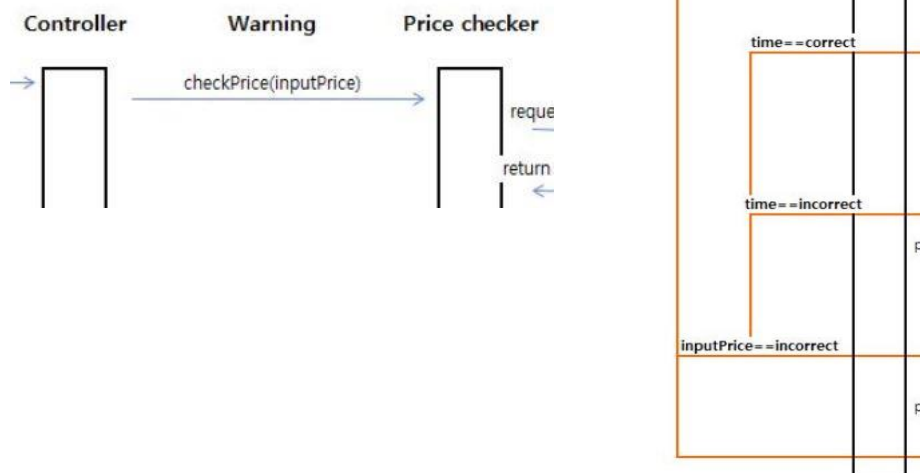 Controller Warning Price checker
checkPrice(inputPrice)
reque
return
time==correct
time==incorrect
p
inputPrice==incorrect
p